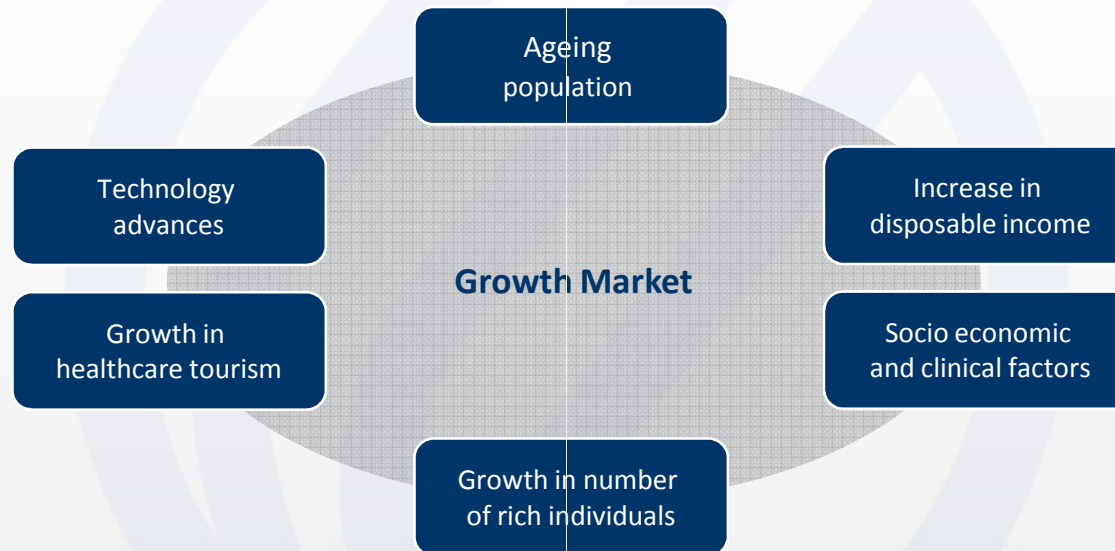 Ageing
population
Technology
advances
Increase in
disposable income
Growth Market
Growth in
healthcare tourism
Socio economic
and clinical factors
Growth in number
of rich individuals